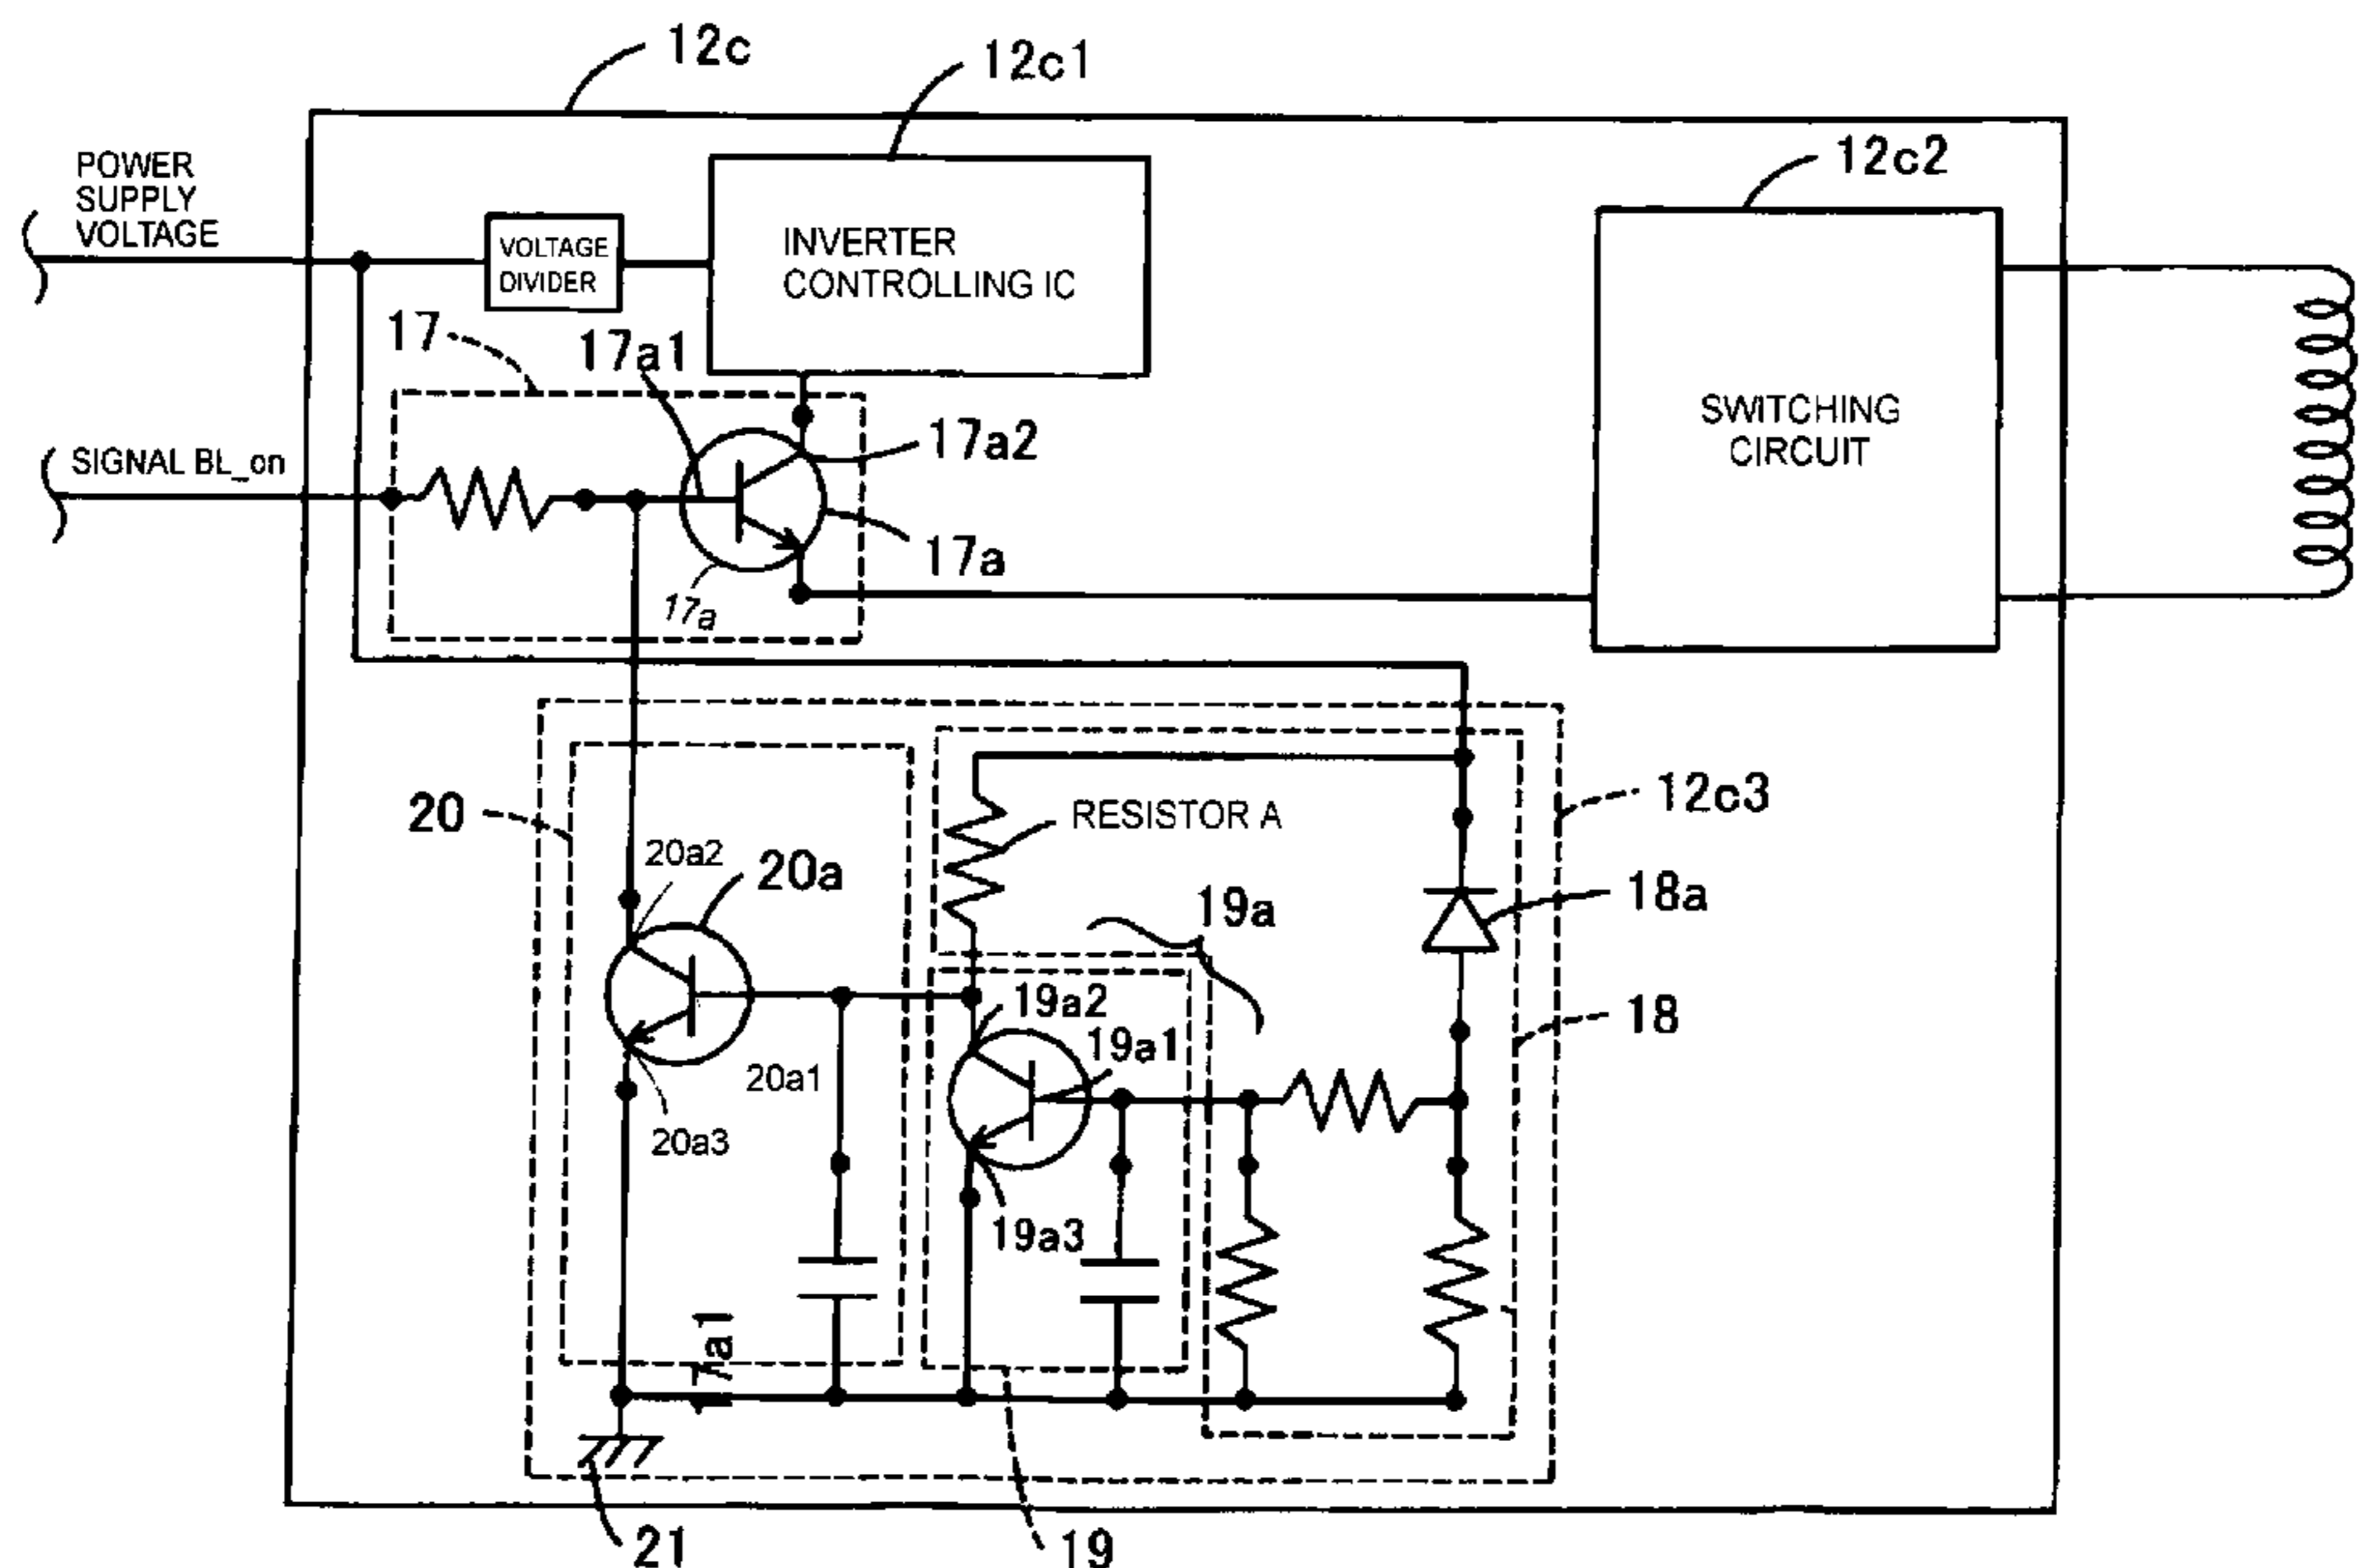 12c
12c1
12c2
POWER
SUPPLY
VOLTAGE
VOLTAGE
DIVIDER
INVERTER
CONTROLLING IC
SWITCHING
CIRCUIT
17
17a1
17a2
SIGNAL BL_on
17a
17a
12c3
20
RESISTOR A
20a2
20a
19a
18a
19a2
18
19a1
20a1
20a3
19a3
17a1
21
19